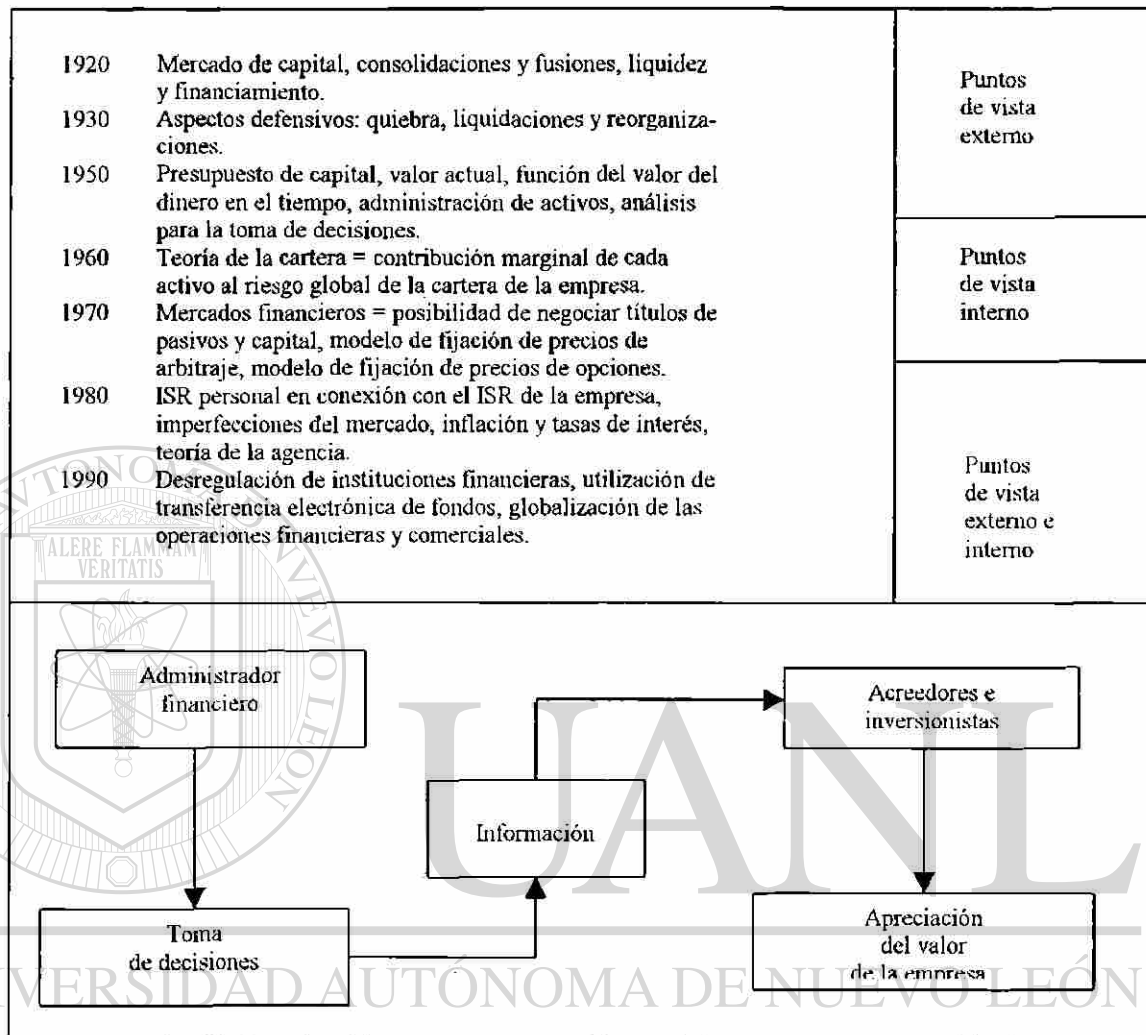 1920 Mercado de capital, consolidaciones y fusiones, liquidez
y financiamiento.
1930 Aspectos defensivos: quiebra, liquidaciones y reorganiza-
ciones.
1950 Presupuesto de capital, valor actual, función del valor del
dinero en el tiempo, administración de activos, análisis
para la toma de decisiones.
1960 Teoría de la cartera = contribución marginal de cada
activo al riesgo global de la cartera de la empresa.
1970 Mercados financieros = posibilidad de negociar títulos de
pasivos y capital, modelo de fijación de precios de
arbitraje, modelo de fijación de precios de opciones.
1980 ISR personal en conexión con el ISR de la empresa,
imperfecciones del mercado, inflación y tasas de interés,
teoría de la agencia.
1990 Desregulación de instituciones financieras, utilización de
transferencia electrónica de fondos, globalización de las
operaciones financieras y comerciales.
Puntos
de vista
externo
Puntos
de vista
interno
Puntos
de vista
externo e
interno
Administrador
financiero
Toma
de decisiones
Información
Acreedores e
inversionistas
Apreciación
del valor
de la empresa
ALERE FLAMMAM
VERITATIS
UANL
VERSIDAD AUTÓNOMA DE NUEVO LEÓN